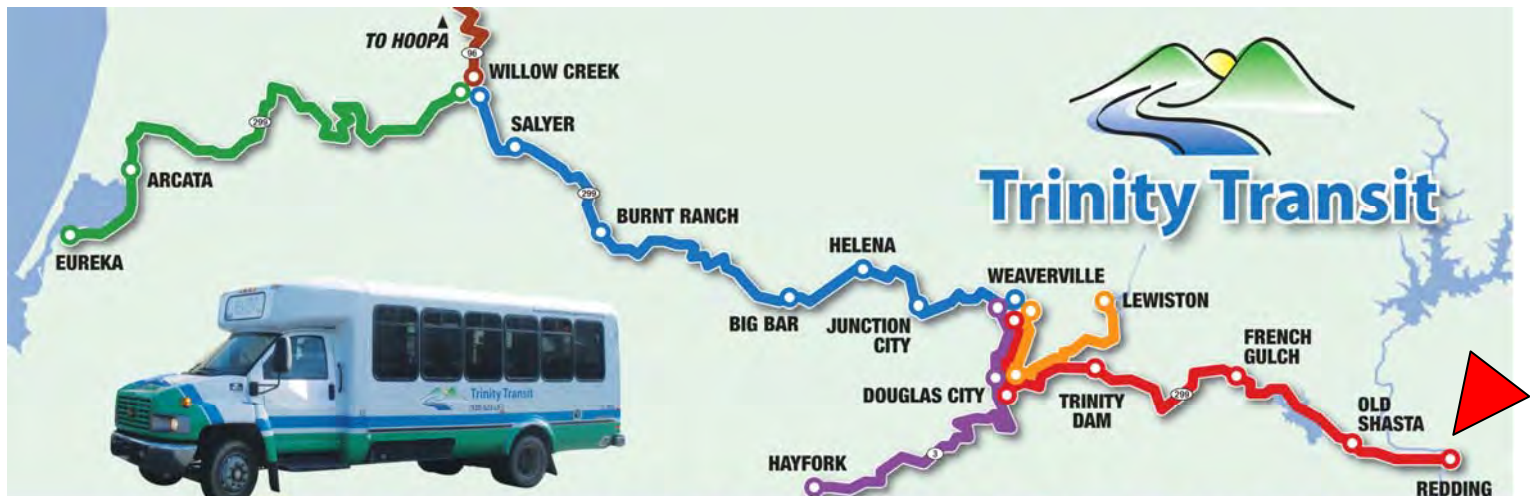 TO HOOPA
96
WILLOW CREEK
299
SALYER
ARCATA
299
BURNT RANCH
EUREKA
HELENA
WEAVERVILLE
LEWISTON
BIG BAR
JUNCTION
CITY
Trinity Transit
DOUGLAS CITY
TRINITY
DAM
299
FRENCH
GULCH
OLD
SHASTA
HAYFORK
3
REDDING
Trinity Transit